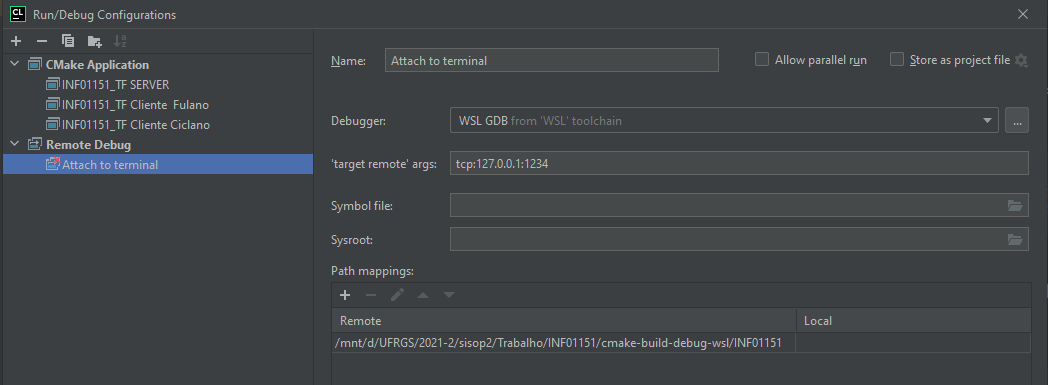 CL Run/Debug Configurations
CMake Application
INF01151_TF SERVER
INF01151_TF Cliente Fulano
INF01151_TF Cliente Ciclano
Remote Debug
Attach to terminal
Name: Attach to terminal
Allow parallel run
Store as project file
Debugger: WSL GDB from 'WSL' toolchain ...
'target remote' args: tcp:127.0.0.1:1234
Symbol file:
Sysroot:
Path mappings:
Remote Local
/mnt/d/UFRGS/2021-2/sisop2/Trabalho/INF01151/cmake-build-debug-wsl/INF01151